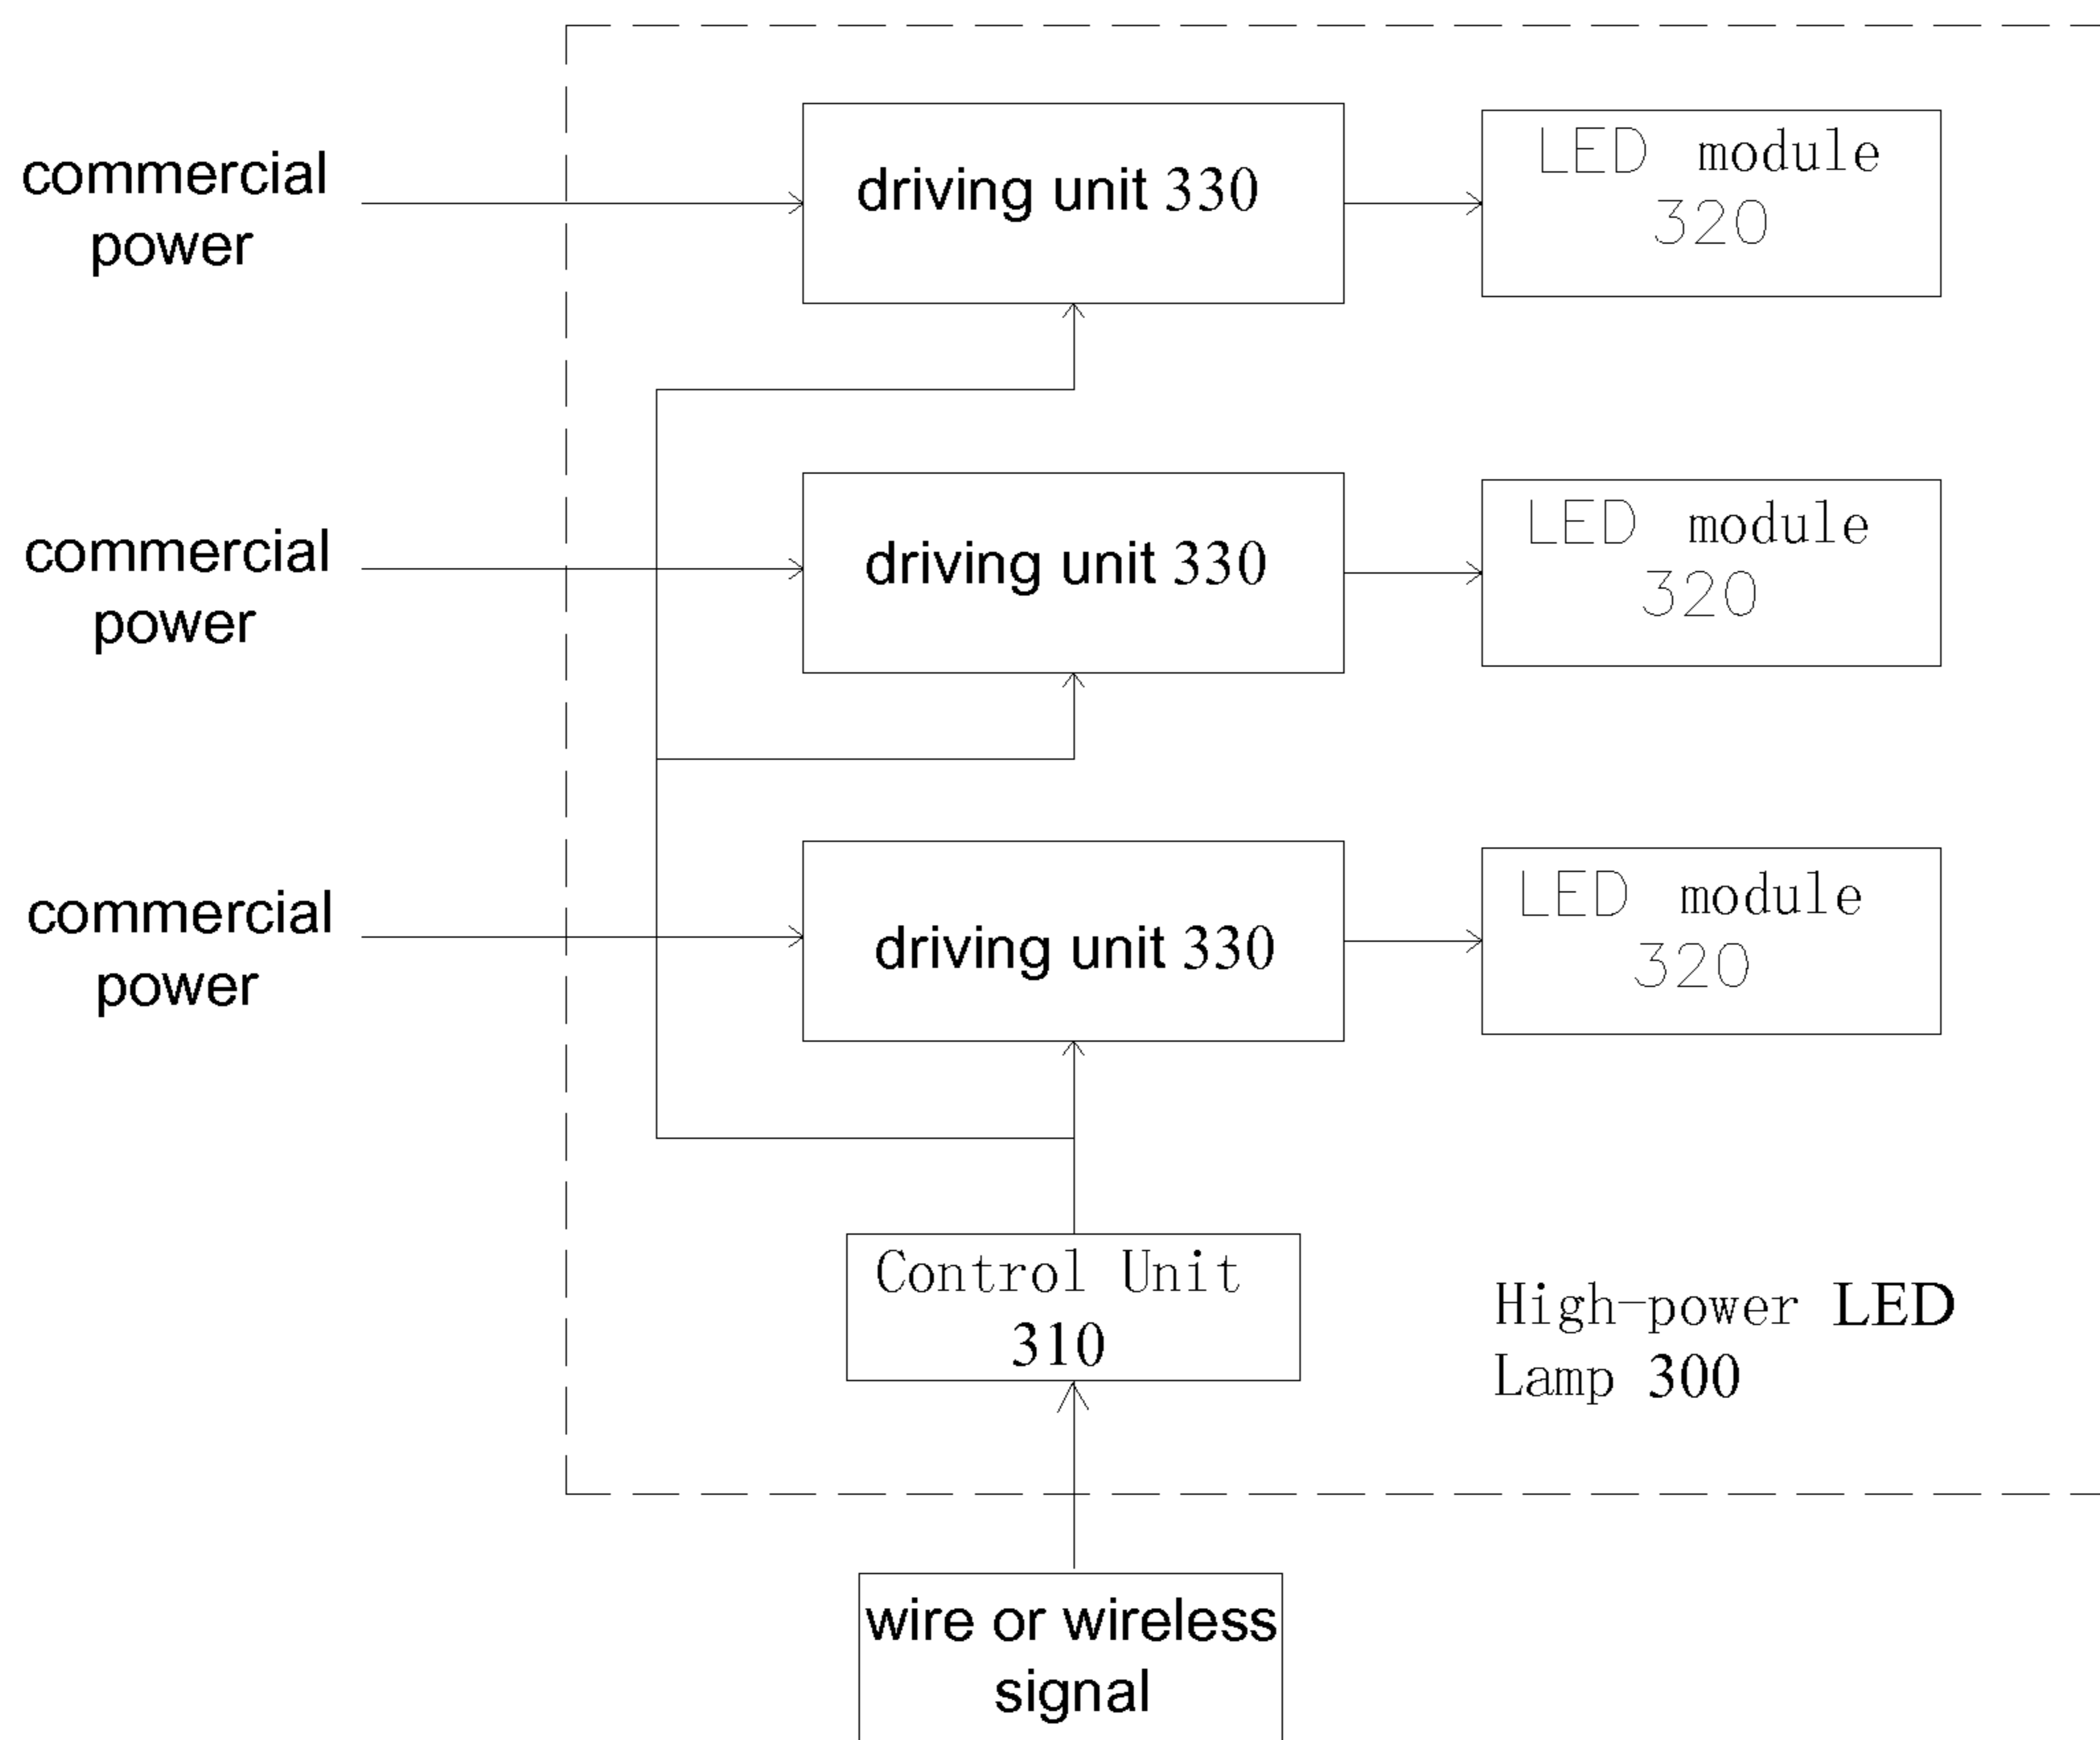 commercial
power
driving unit 330
LED module
320
commercial
power
driving unit 330
LED module
320
commercial
power
driving unit 330
LED module
320
Control Unit
310
High-power LED
Lamp 300
wire or wireless
signal